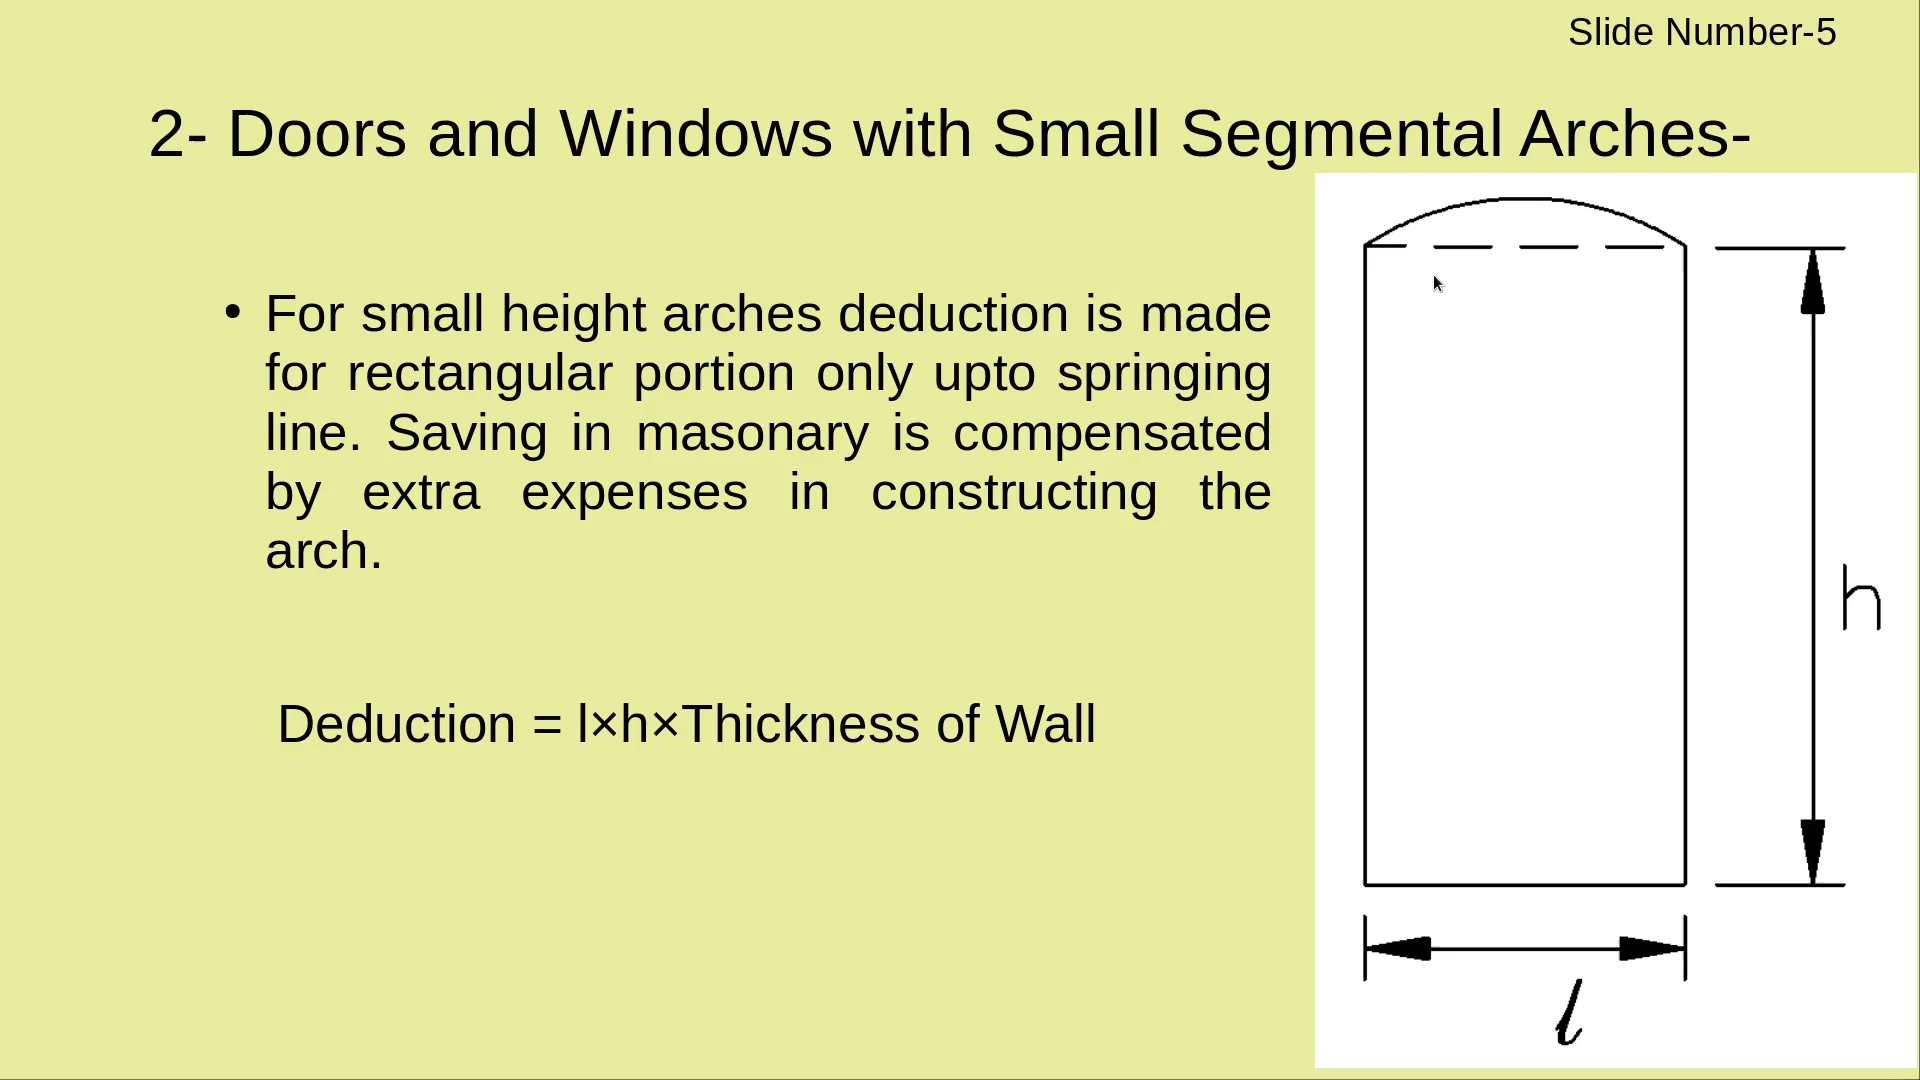 Slide Number-5
2- Doors and Windows with Small Segmental Arches-
• For small height arches deduction is made
for rectangular portion only upto springing
line. Saving in masonary is compensated
by extra expenses in constructing the
arch.
Deduction = l×h×Thickness of Wall
h
l